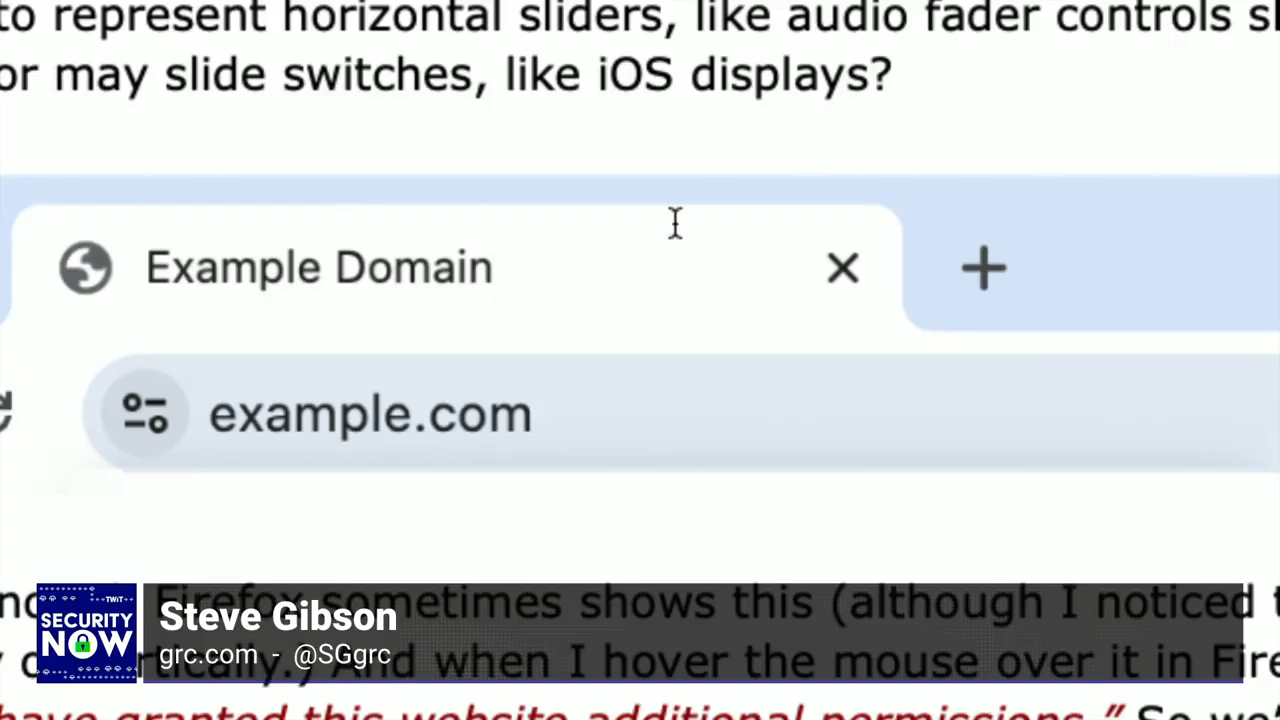 to represent horizontal sliders, like audio fader controls
or may slide switches, like iOS displays?
Example Domain
example.com
Firefox sometimes shows this (although I noticed
And when I hover the mouse over it in
have granted this website additional permissions.”
TWiT
SECURITY
NOW
Steve Gibson
grc.com - @SGgrc